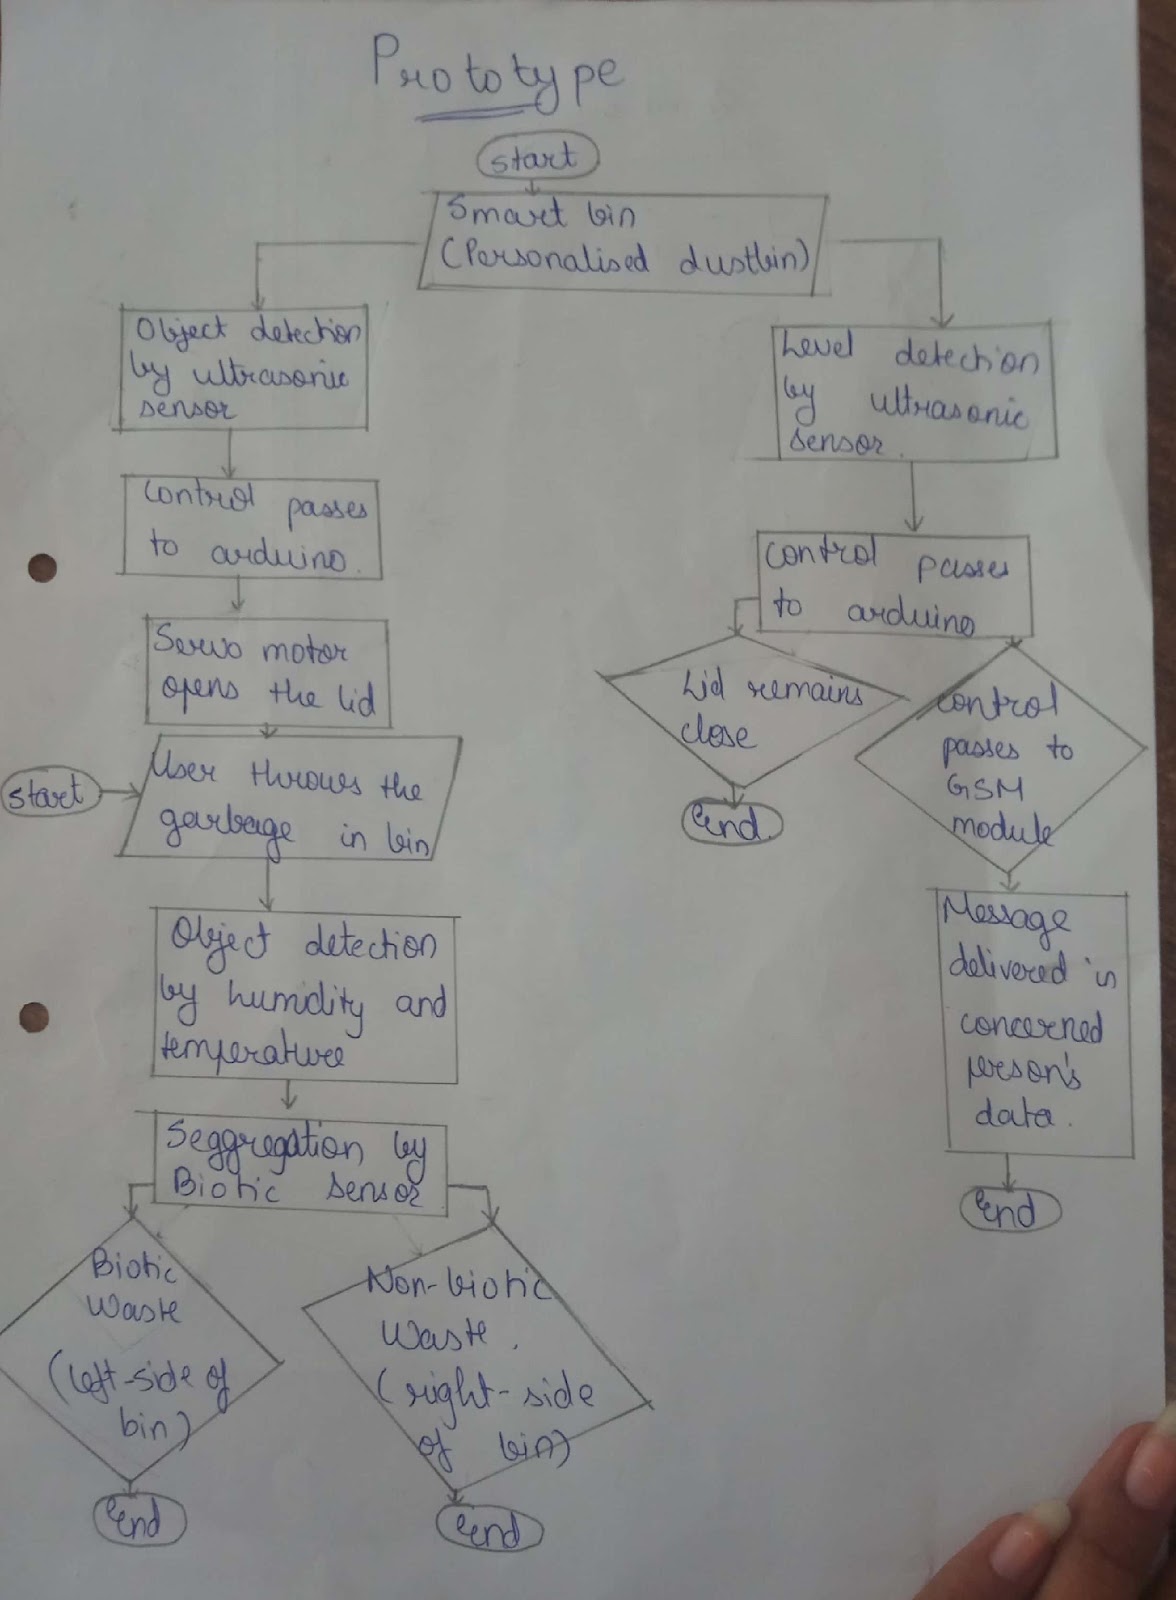 Prototype
start
Smart bin
(Personalised dustbin)
Object detection
by ultrasonic
sensor
Control passes
to arduino.
Servo motor
opens the lid
start
User throws the
garbage in bin
Object detection
by humidity and
temperature
Seggregation by
Biotic sensor
Biotic
Waste
(left-side of
bin)
End
Non-biotic
Waste.
(right-side
of bin)
End
Level detection
by ultrasonic
sensor.
Control passes
to arduino
Lid remains
close
End.
Control
passes to
GSM
module
Message
delivered in
concerned
person's
data.
End